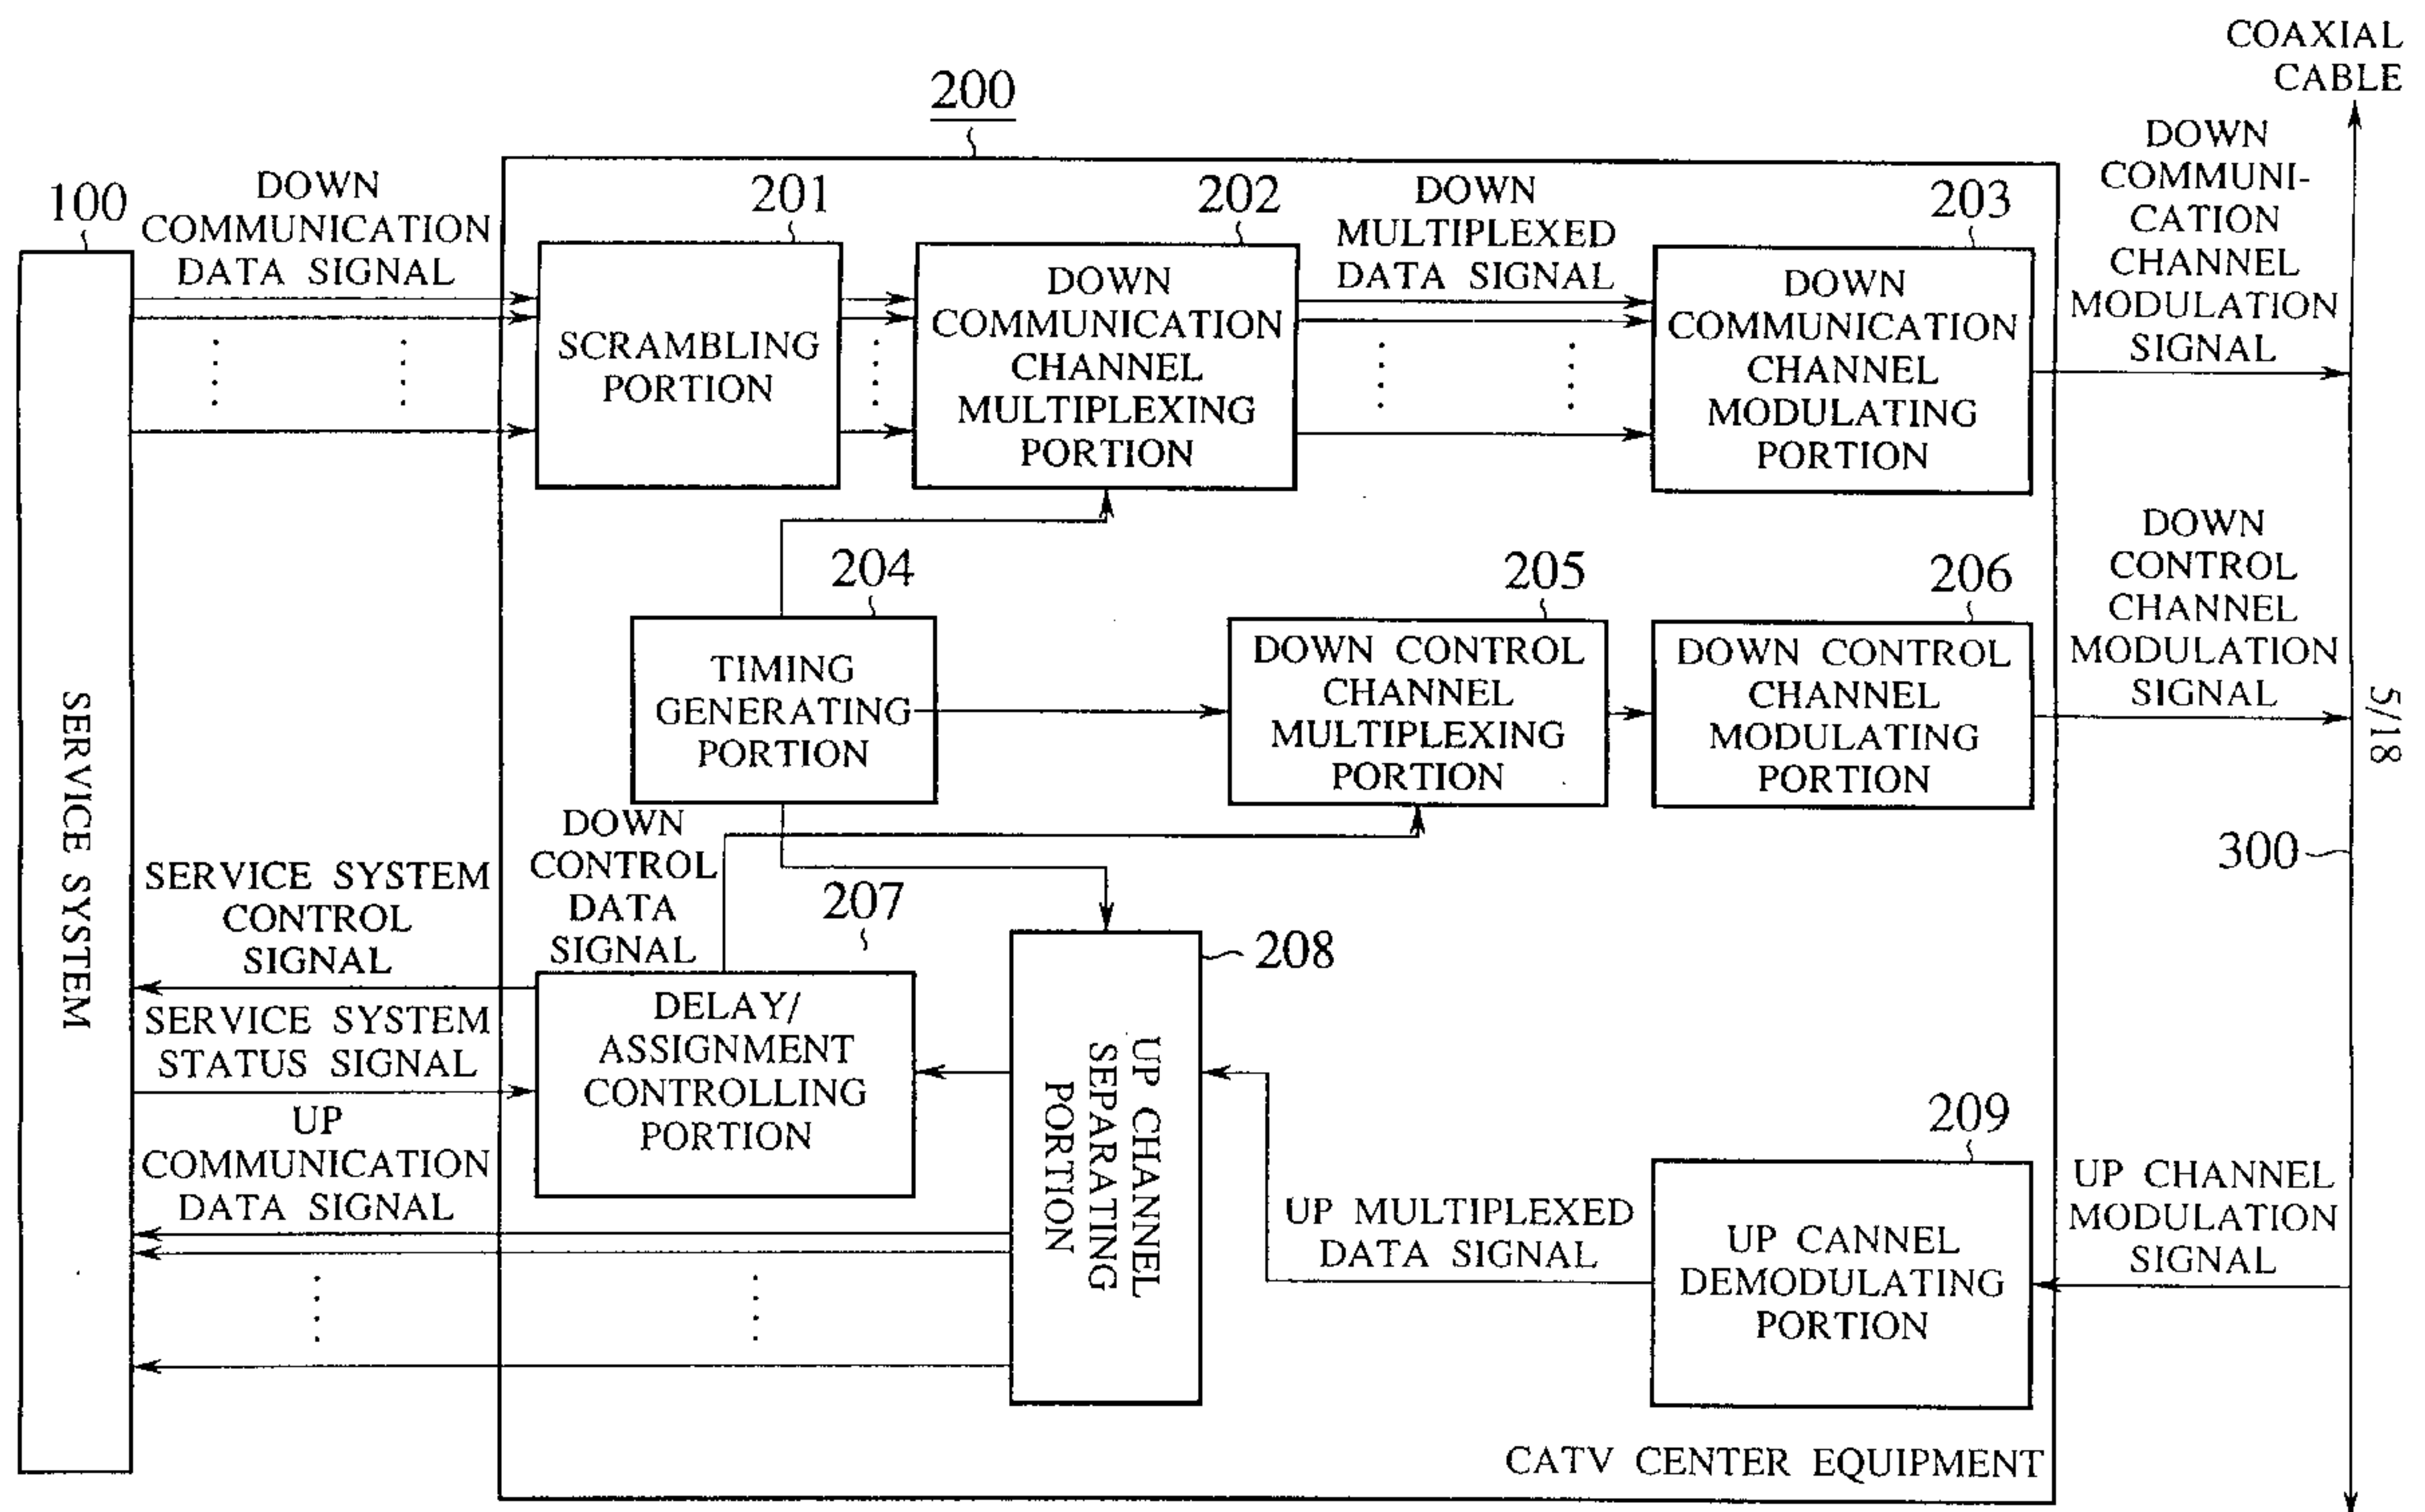 COAXIAL
CABLE
200
100
DOWN
COMMUNICATION
DATA SIGNAL
201
SCRAMBLING
PORTION
202
DOWN
COMMUNICATION
CHANNEL
MULTIPLEXING
PORTION
DOWN
MULTIPLEXED
DATA SIGNAL
203
DOWN
COMMUNICATION
CHANNEL
MODULATING
PORTION
DOWN
COMMUNI-
CATION
CHANNEL
MODULATION
SIGNAL
204
TIMING
GENERATING
PORTION
205
DOWN CONTROL
CHANNEL
MULTIPLEXING
PORTION
206
DOWN CONTROL
CHANNEL
MODULATING
PORTION
DOWN
CONTROL
CHANNEL
MODULATION
SIGNAL
5/18
300
SERVICE SYSTEM
SERVICE SYSTEM
CONTROL
SIGNAL
SERVICE SYSTEM
STATUS SIGNAL
UP
COMMUNICATION
DATA SIGNAL
DOWN
CONTROL
DATA
SIGNAL
207
DELAY/
ASSIGNMENT
CONTROLLING
PORTION
208
UP CHANNEL
SEPARATING
PORTION
UP MULTIPLEXED
DATA SIGNAL
209
UP CANNEL
DEMODULATING
PORTION
UP CHANNEL
MODULATION
SIGNAL
CATV CENTER EQUIPMENT